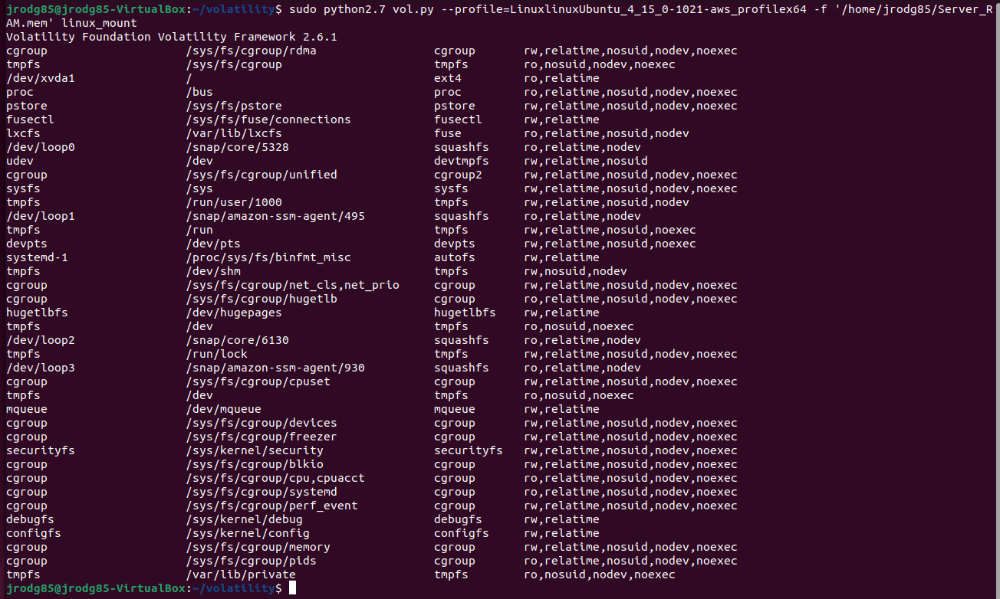 jrodg85@jrodg85-VirtualBox:~/volatility$ sudo python2.7 vol.py --profile=LinuxlinuxUbuntu_4_15_0-1021-aws_profilex64 -f '/home/jrodg85/Server_R
AM.mem' linux_mount
Volatility Foundation Volatility Framework 2.6.1
cgroup /sys/fs/cgroup/rdma cgroup rw,relatime,nosuid,nodev,noexec
tmpfs /sys/fs/cgroup tmpfs ro,nosuid,nodev,noexec
/dev/xvda1 / ext4 ro,relatime
proc /bus proc ro,relatime,nosuid,nodev,noexec
pstore /sys/fs/pstore pstore rw,relatime,nosuid,nodev,noexec
fusectl /sys/fs/fuse/connections fusectl rw,relatime
lxcfs /var/lib/lxcfs fuse ro,relatime,nosuid,nodev
/dev/loop0 /snap/core/5328 squashfs ro,relatime,nodev
udev /dev devtmpfs rw,relatime,nosuid
cgroup /sys/fs/cgroup/unified cgroup2 rw,relatime,nosuid,nodev,noexec
sysfs /sys sysfs rw,relatime,nosuid,nodev,noexec
tmpfs /run/user/1000 tmpfs rw,relatime,nosuid,nodev
/dev/loop1 /snap/amazon-ssm-agent/495 squashfs ro,relatime,nodev
tmpfs /run tmpfs rw,relatime,nosuid,noexec
devpts /dev/pts devpts rw,relatime,nosuid,noexec
systemd-1 /proc/sys/fs/binfmt_misc autofs rw,relatime
tmpfs /dev/shm tmpfs rw,nosuid,nodev
cgroup /sys/fs/cgroup/net_cls,net_prio cgroup rw,relatime,nosuid,nodev,noexec
cgroup /sys/fs/cgroup/hugetlb cgroup ro,relatime,nosuid,nodev,noexec
hugetlbfs /dev/hugepages hugetlbfs rw,relatime
tmpfs /dev tmpfs ro,nosuid,noexec
/dev/loop2 /snap/core/6130 squashfs ro,relatime,nodev
tmpfs /run/lock tmpfs rw,relatime,nosuid,nodev,noexec
/dev/loop3 /snap/amazon-ssm-agent/930 squashfs ro,relatime,nodev
cgroup /sys/fs/cgroup/cpuset cgroup rw,relatime,nosuid,nodev,noexec
tmpfs /dev tmpfs ro,nosuid,noexec
mqueue /dev/mqueue mqueue rw,relatime
cgroup /sys/fs/cgroup/devices cgroup rw,relatime,nosuid,nodev,noexec
cgroup /sys/fs/cgroup/freezer cgroup rw,relatime,nosuid,nodev,noexec
securityfs /sys/kernel/security securityfs rw,relatime,nosuid,nodev,noexec
cgroup /sys/fs/cgroup/blkio cgroup rw,relatime,nosuid,nodev,noexec
cgroup /sys/fs/cgroup/cpu,cpuacct cgroup ro,relatime,nosuid,nodev,noexec
cgroup /sys/fs/cgroup/systemd cgroup ro,relatime,nosuid,nodev,noexec
cgroup /sys/fs/cgroup/perf_event cgroup rw,relatime,nosuid,nodev,noexec
debugfs /sys/kernel/debug debugfs rw,relatime
configfs /sys/kernel/config configfs rw,relatime
cgroup /sys/fs/cgroup/memory cgroup rw,relatime,nosuid,nodev,noexec
cgroup /sys/fs/cgroup/pids cgroup ro,relatime,nosuid,nodev,noexec
tmpfs /var/lib/private tmpfs ro,nosuid,nodev,noexec
jrodg85@jrodg85-VirtualBox:~/volatility$